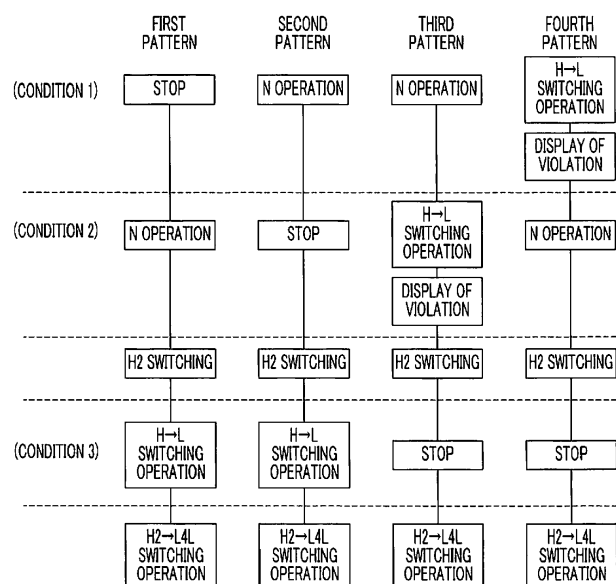 FIRST
PATTERN
SECOND
PATTERN
THIRD
PATTERN
FOURTH
PATTERN
(CONDITION 1)
STOP
N OPERATION
N OPERATION
H→L
SWITCHING
OPERATION
DISPLAY OF
VIOLATION
(CONDITION 2)
N OPERATION
STOP
H→L
SWITCHING
OPERATION
DISPLAY OF
VIOLATION
N OPERATION
H2 SWITCHING
H2 SWITCHING
H2 SWITCHING
H2 SWITCHING
(CONDITION 3)
H→L
SWITCHING
OPERATION
H→L
SWITCHING
OPERATION
STOP
STOP
H2→L4L
SWITCHING
OPERATION
H2→L4L
SWITCHING
OPERATION
H2→L4L
SWITCHING
OPERATION
H2→L4L
SWITCHING
OPERATION